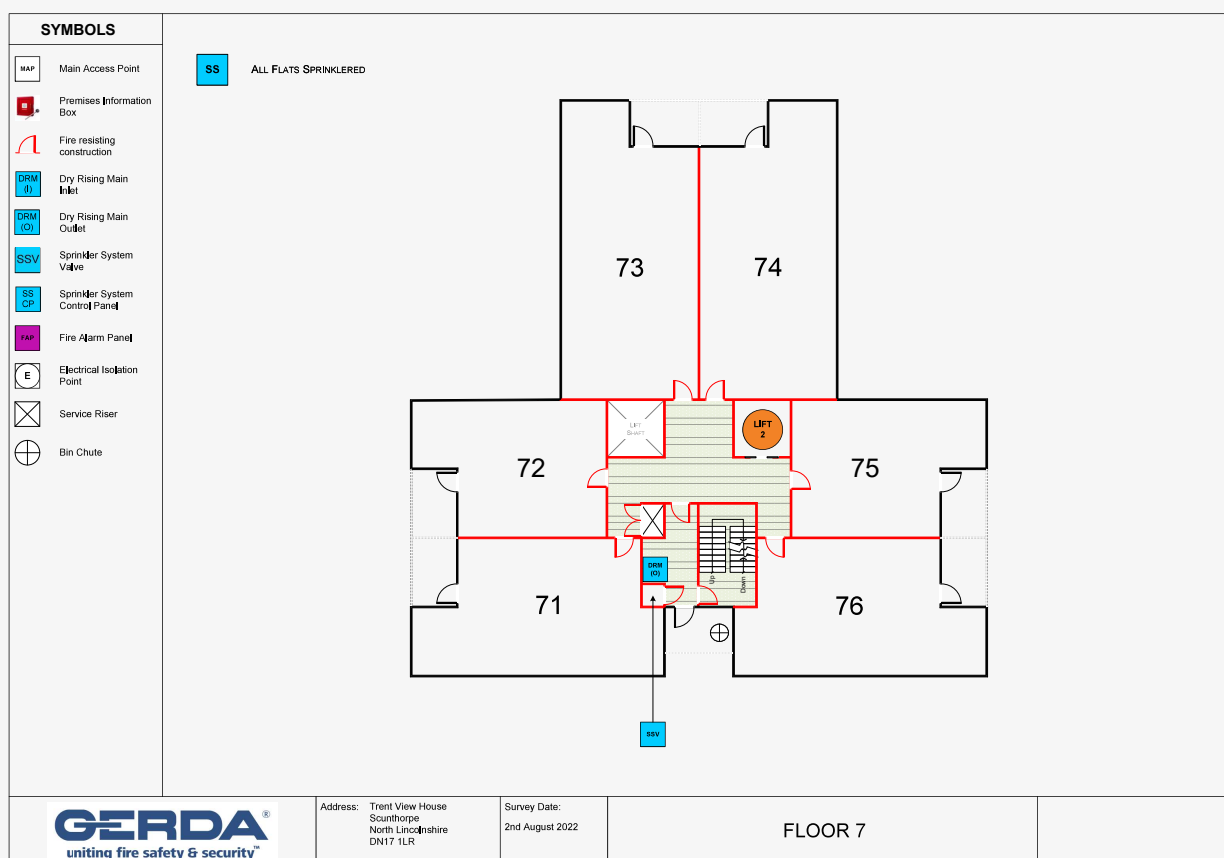 SYMBOLS
MAP
Main Access Point
Premises Information
Box
Fire resisting
construction
DRM
(I)
Dry Rising Main
Inlet
DRM
(O)
Dry Rising Main
Outlet
SSV
Sprinkler System
Valve
SS
CP
Sprinkler System
Control Panel
FAP
Fire Alarm Panel
E
Electrical Isolation
Point
Service Riser
Bin Chute
SS
ALL FLATS SPRINKLERED
73
74
LIFT
SHAFT
LIFT
2
72
75
DRM
(O)
Up
Down
71
76
SSV
GERDA®
uniting fire safety & security™
Address:
Trent View House
Scunthorpe
North Lincolnshire
DN17 1LR
Survey Date:
2nd August 2022
FLOOR 7